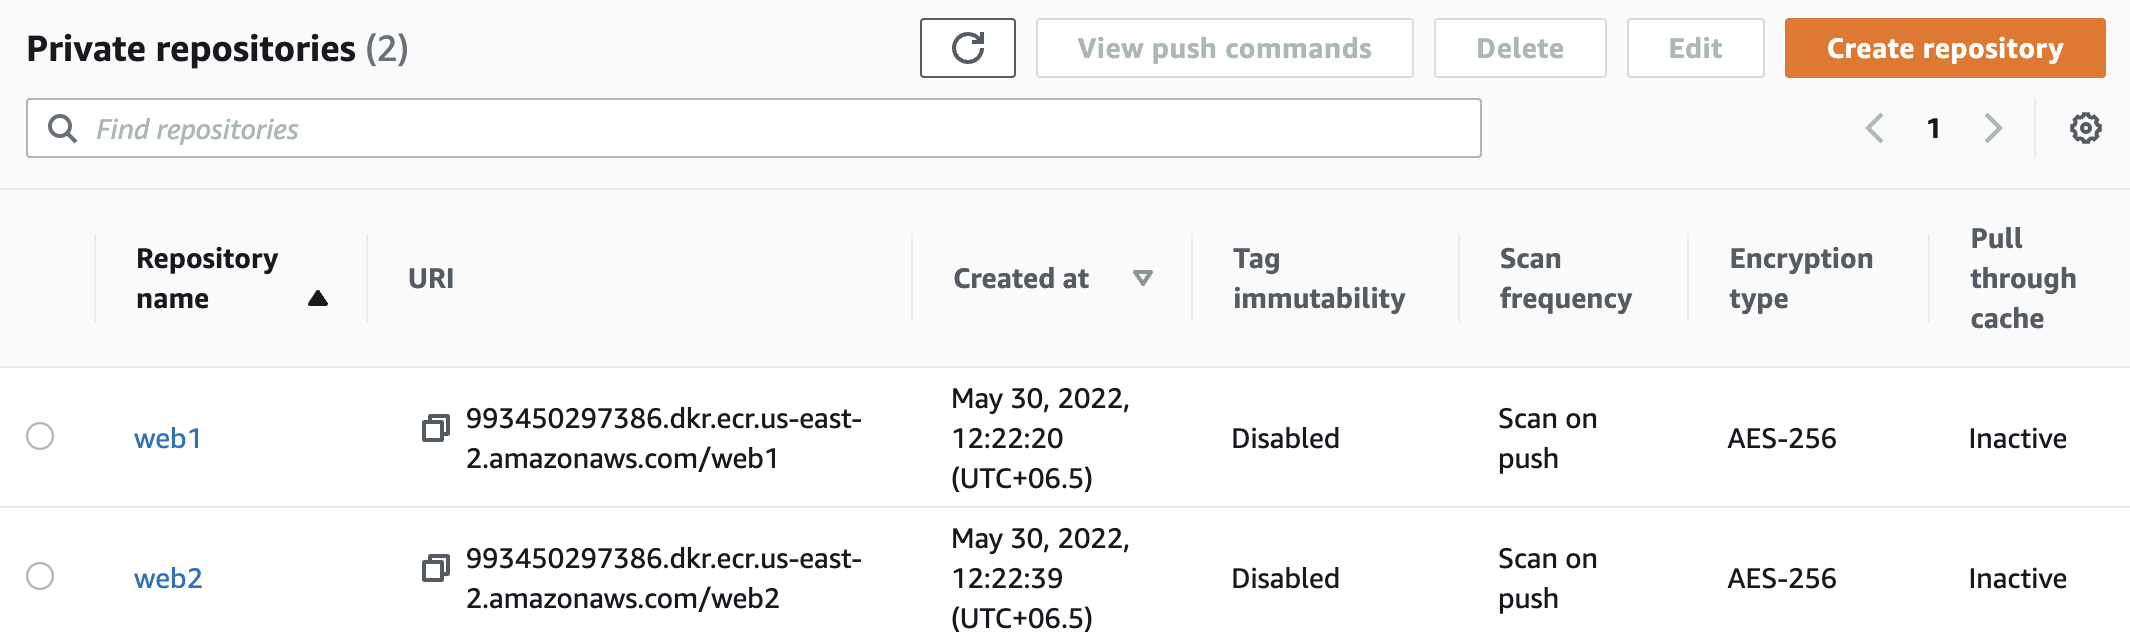 Private repositories (2)
View push commands
Delete
Edit
Create repository
Find repositories
1
Repository
name
URI
Created at
Tag
immutability
Scan
frequency
Encryption
type
Pull
through
cache
web1
993450297386.dkr.ecr.us-east-
2.amazonaws.com/web1
May 30, 2022,
12:22:20
(UTC+06.5)
Disabled
Scan on
push
AES-256
Inactive
web2
993450297386.dkr.ecr.us-east-
2.amazonaws.com/web2
May 30, 2022,
12:22:39
(UTC+06.5)
Disabled
Scan on
push
AES-256
Inactive